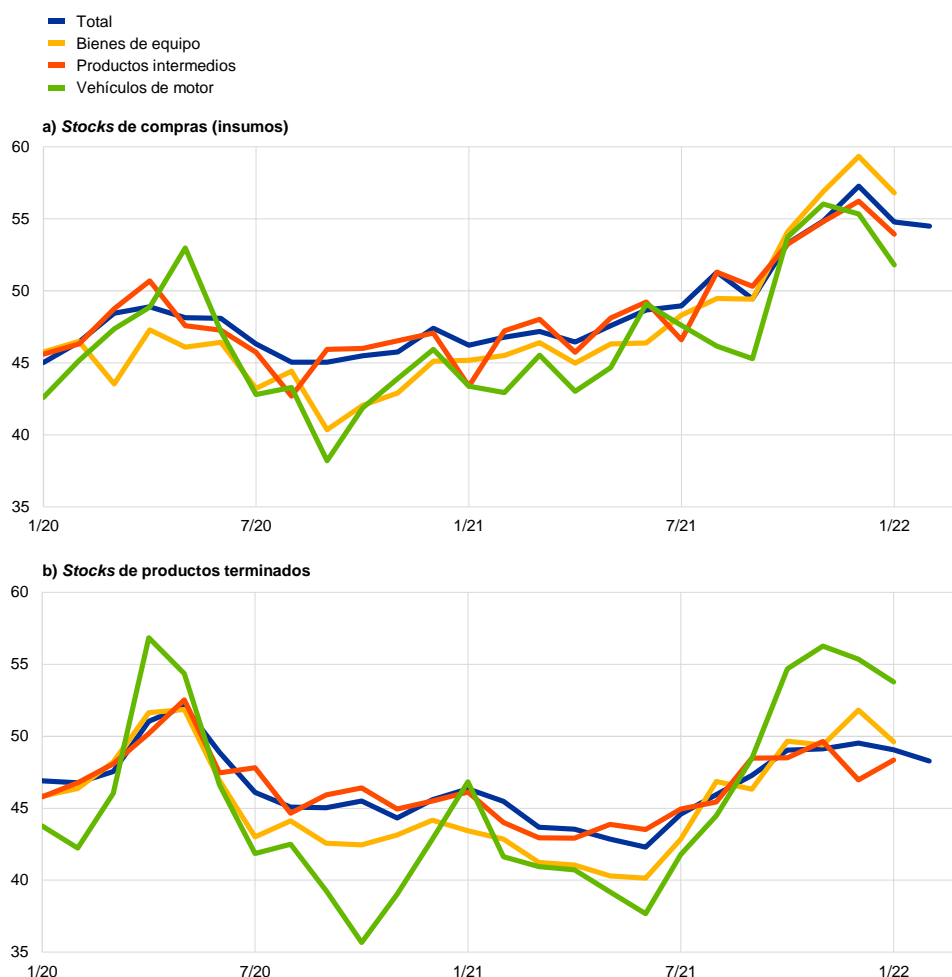 Total
Bienes de equipo
Productos intermedios
Vehículos de motor
a) Stocks de compras (insumos)
60
55
50
45
40
35
1/20 7/20 1/21 7/21 1/22
b) Stocks de productos terminados
60
55
50
45
40
35
1/20 7/20 1/21 7/21 1/22